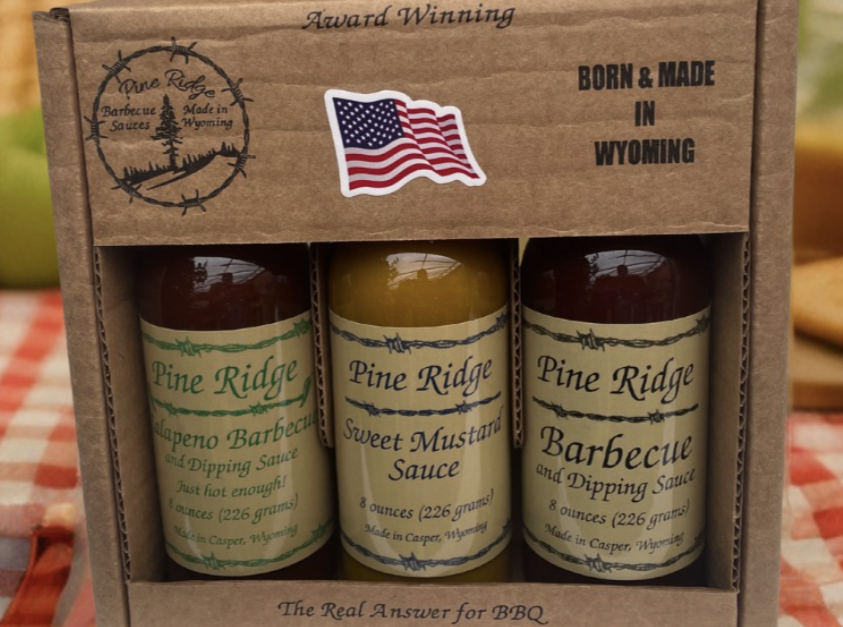 Award Winning
Pine Ridge
Barbecue Made in
Sauces Wyoming
BORN & MADE
IN
WYOMING
Pine Ridge
alapeno Barbecue
and Dipping Sauce
Just hot enough!
8 ounces (226 grams)
Made in Casper, Wyoming
Pine Ridge
Sweet Mustard
Sauce
8 ounces (226 grams)
Made in Casper, Wyoming
Pine Ridge
Barbecue
and Dipping Sauce
8 ounces (226 grams)
Made in Casper, Wyoming
The Real Answer for BBQ